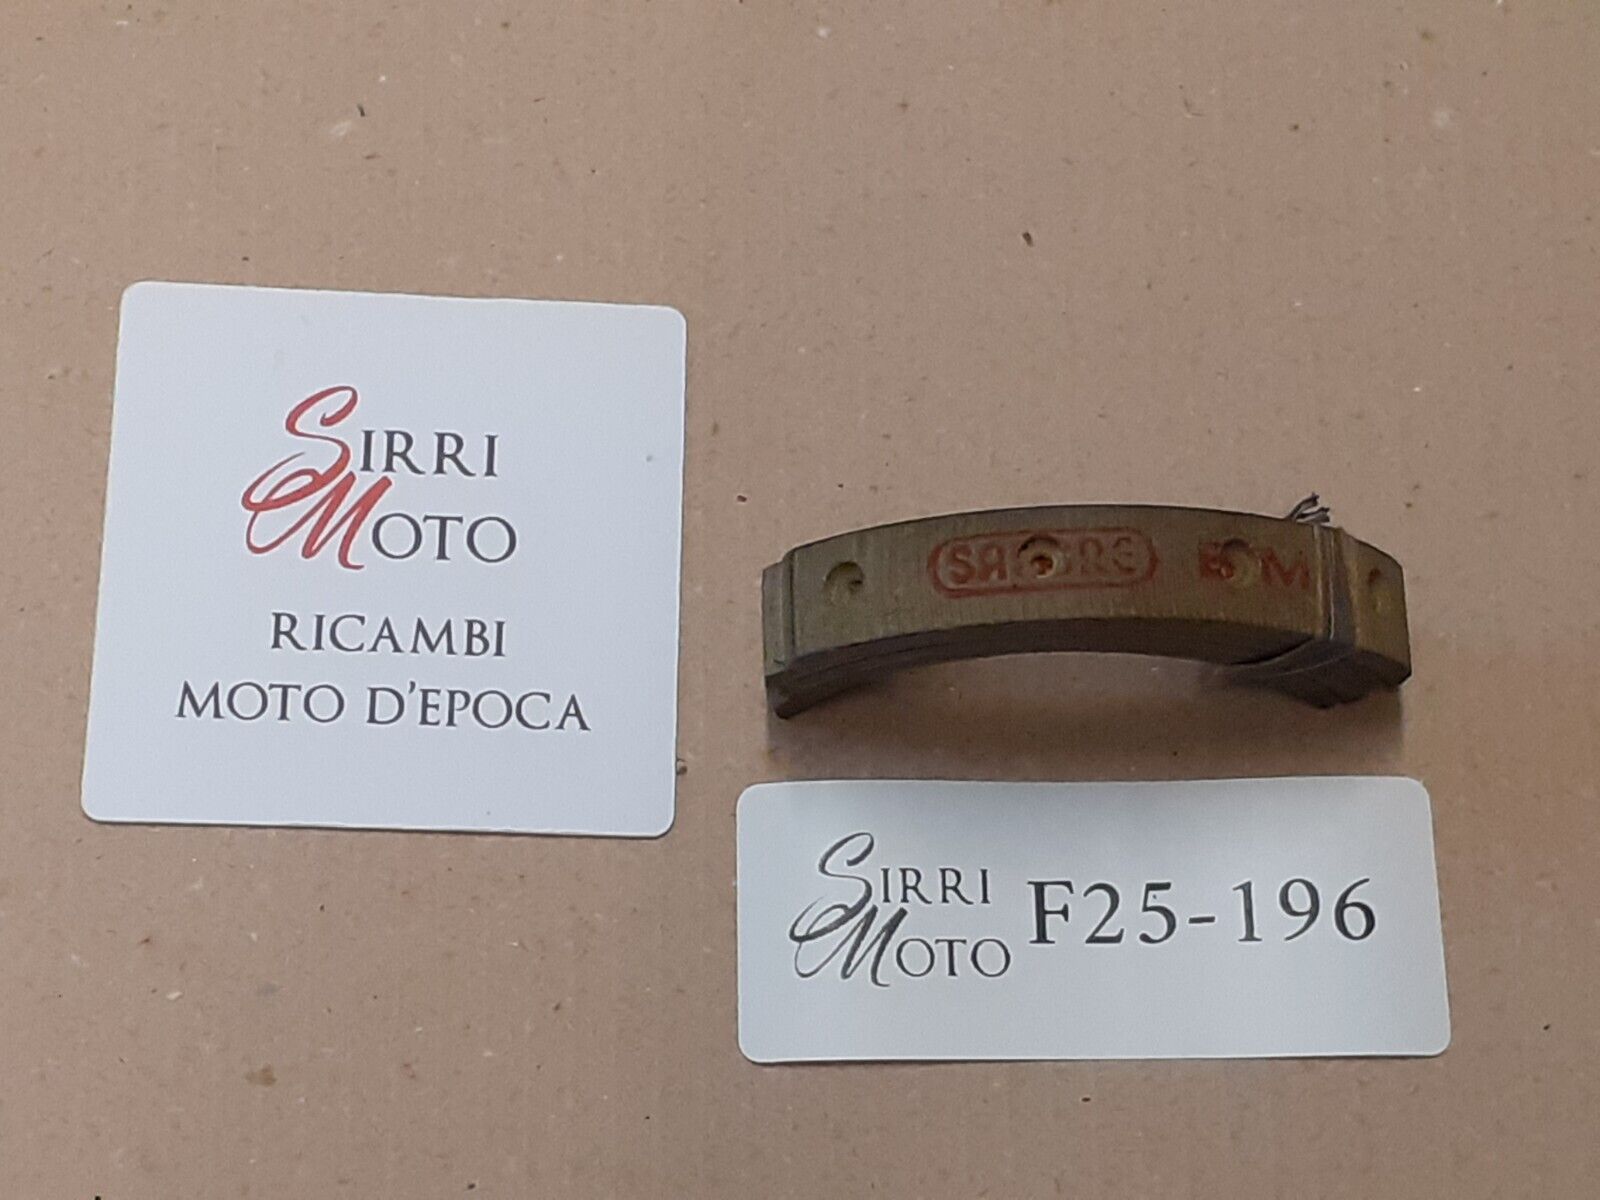 SIRRI
MOTO
RICAMBI
MOTO D'EPOCA
SIRRI
MOTO
F25-196